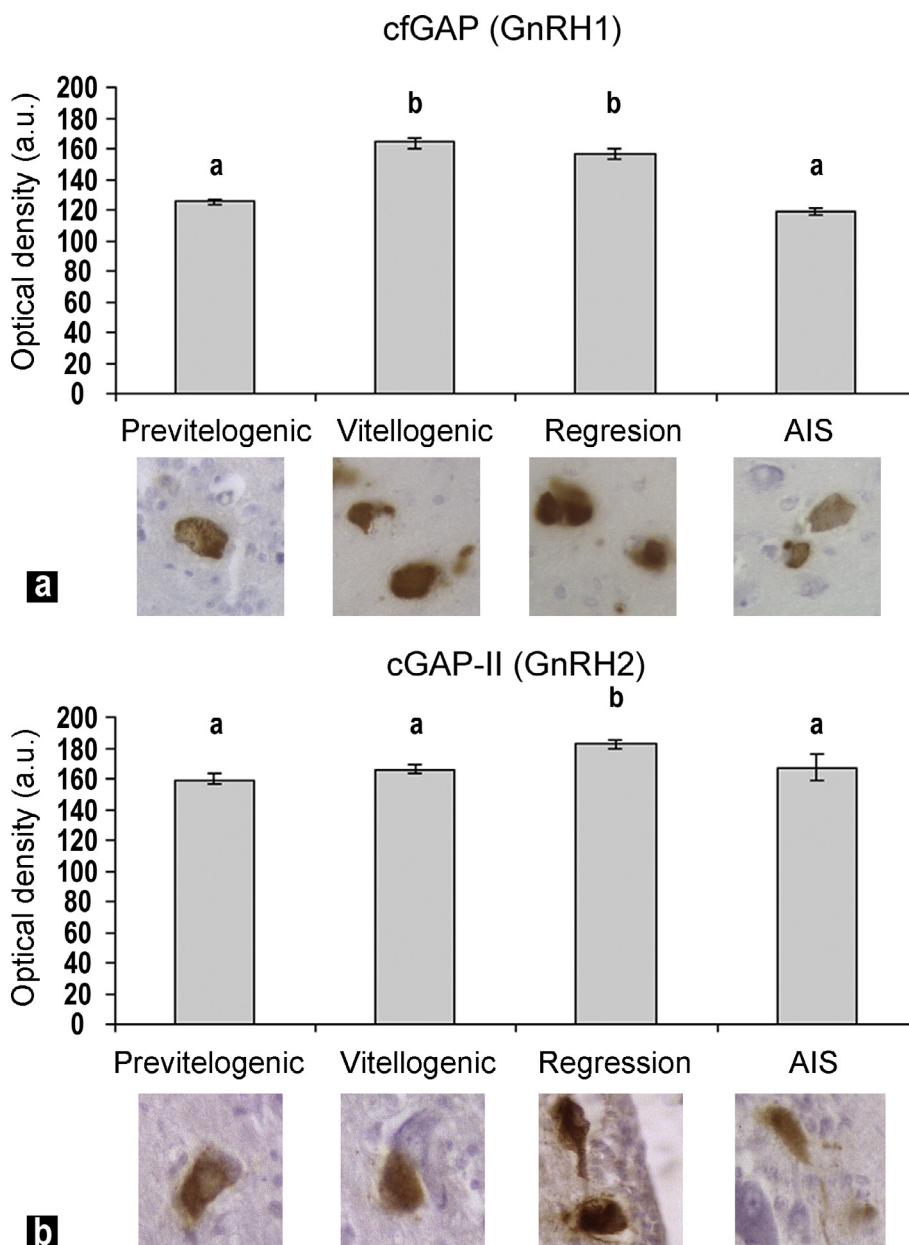 cfGAP (GnRH1)
Optical density (a.u.)
200
180
160
140
120
100
80
60
40
20
0
a
b
b
a
Previtelogenic Vitellogenic Regresion AIS
a
cGAP-II (GnRH2)
Optical density (a.u.)
200
180
160
140
120
100
80
60
40
20
0
a
a
b
a
Previtelogenic Vitellogenic Regression AIS
b